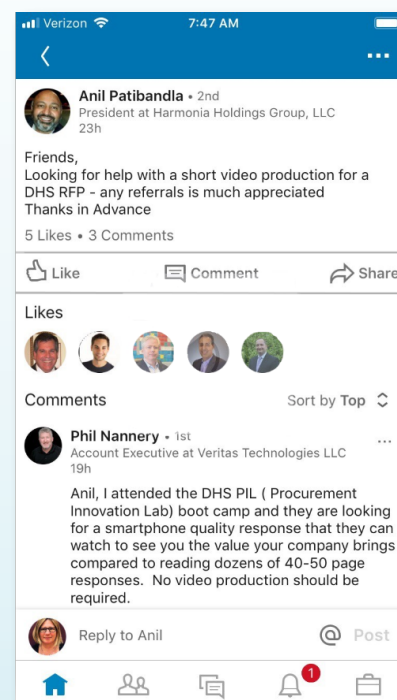 Verizon 7:47 AM
Anil Patibandla • 2nd
President at Harmonia Holdings Group, LLC
23h
Friends,
Looking for help with a short video production for a
DHS RFP - any referrals is much appreciated
Thanks in Advance
5 Likes • 3 Comments
Like Comment Share
Likes
Comments Sort by Top
Phil Nannery • 1st
Account Executive at Veritas Technologies LLC
19h
Anil, I attended the DHS PIL ( Procurement
Innovation Lab) boot camp and they are looking
for a smartphone quality response that they can
watch to see you the value your company brings
compared to reading dozens of 40-50 page
responses. No video production should be
required.
Reply to Anil @ Post
1